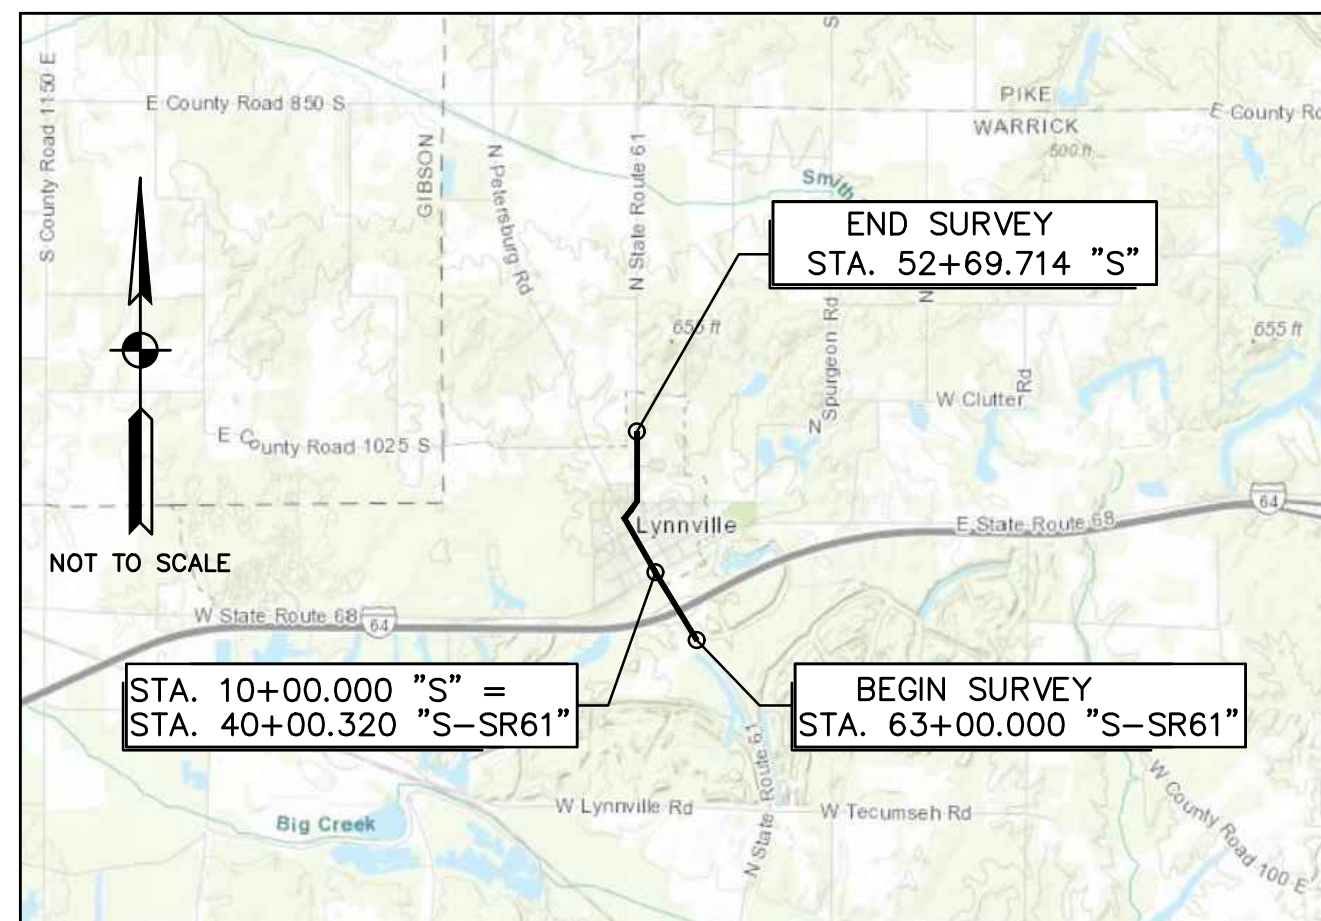 S County Road 1150 E
E County Road 850 S
GIBSON
N Petersburg Rd
N State Route 61
S
PIKE
WARRICK
500 ft
E County Rd
Smith
END SURVEY
STA. 52+69.714 "S"
655 ft
N Spurgeon Rd
N
655 ft
W Clutter Rd
E County Road 1025 S
Lynnville
E State Route 68
64
NOT TO SCALE
W State Route 68
64
STA. 10+00.000 "S" =
STA. 40+00.320 "S-SR61"
BEGIN SURVEY
STA. 63+00.000 "S-SR61"
N State Route 61
W Lynnville Rd
W Tecumseh Rd
Big Creek
W County Road 100 E